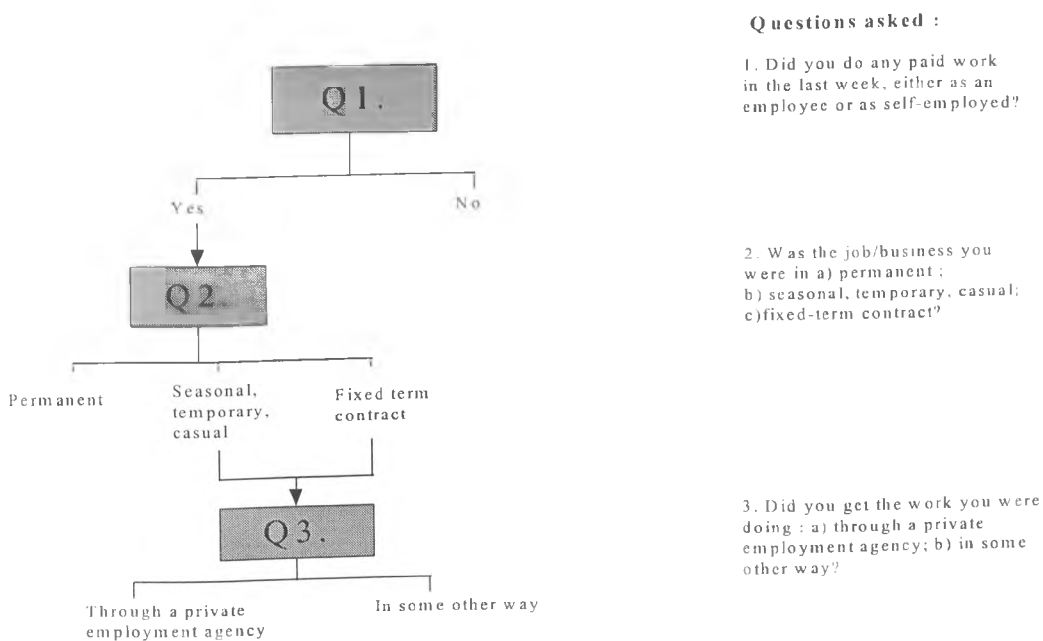 Questions asked :
Q1.
1. Did you do any paid work
in the last week, either as an
employee or as self-employed?
Yes
No
Q2.
2. Was the job/business you
were in a) permanent ;
b) seasonal, temporary, casual;
c)fixed-term contract?
Permanent
Seasonal,
temporary,
casual
Fixed term
contract
Q3.
3. Did you get the work you were
doing : a) through a private
employment agency; b) in some
other way?
Through a private
employment agency
In some other way